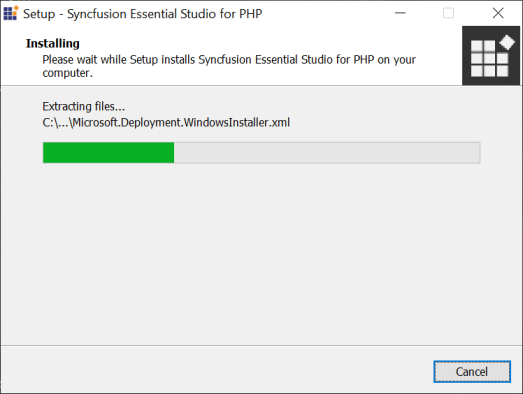 Setup - Syncfusion Essential Studio for PHP
Installing
Please wait while Setup installs Syncfusion Essential Studio for PHP on your
computer.
Extracting files...
C:\...\Microsoft.Deployment.WindowsInstaller.xml
Cancel